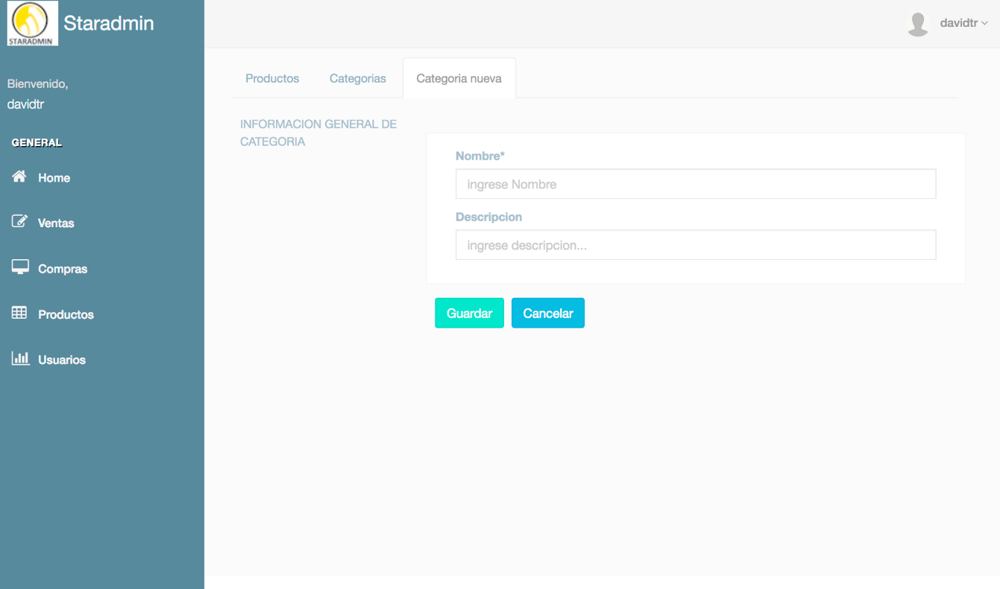 STARADMIN
Staradmin
davidtr
Bienvenido,
davidtr
GENERAL
Home
Ventas
Compras
Productos
Usuarios
Productos Categorias Categoria nueva
INFORMACION GENERAL DE
CATEGORIA
Nombre*
ingrese Nombre
Descripcion
ingrese descripcion...
Guardar Cancelar